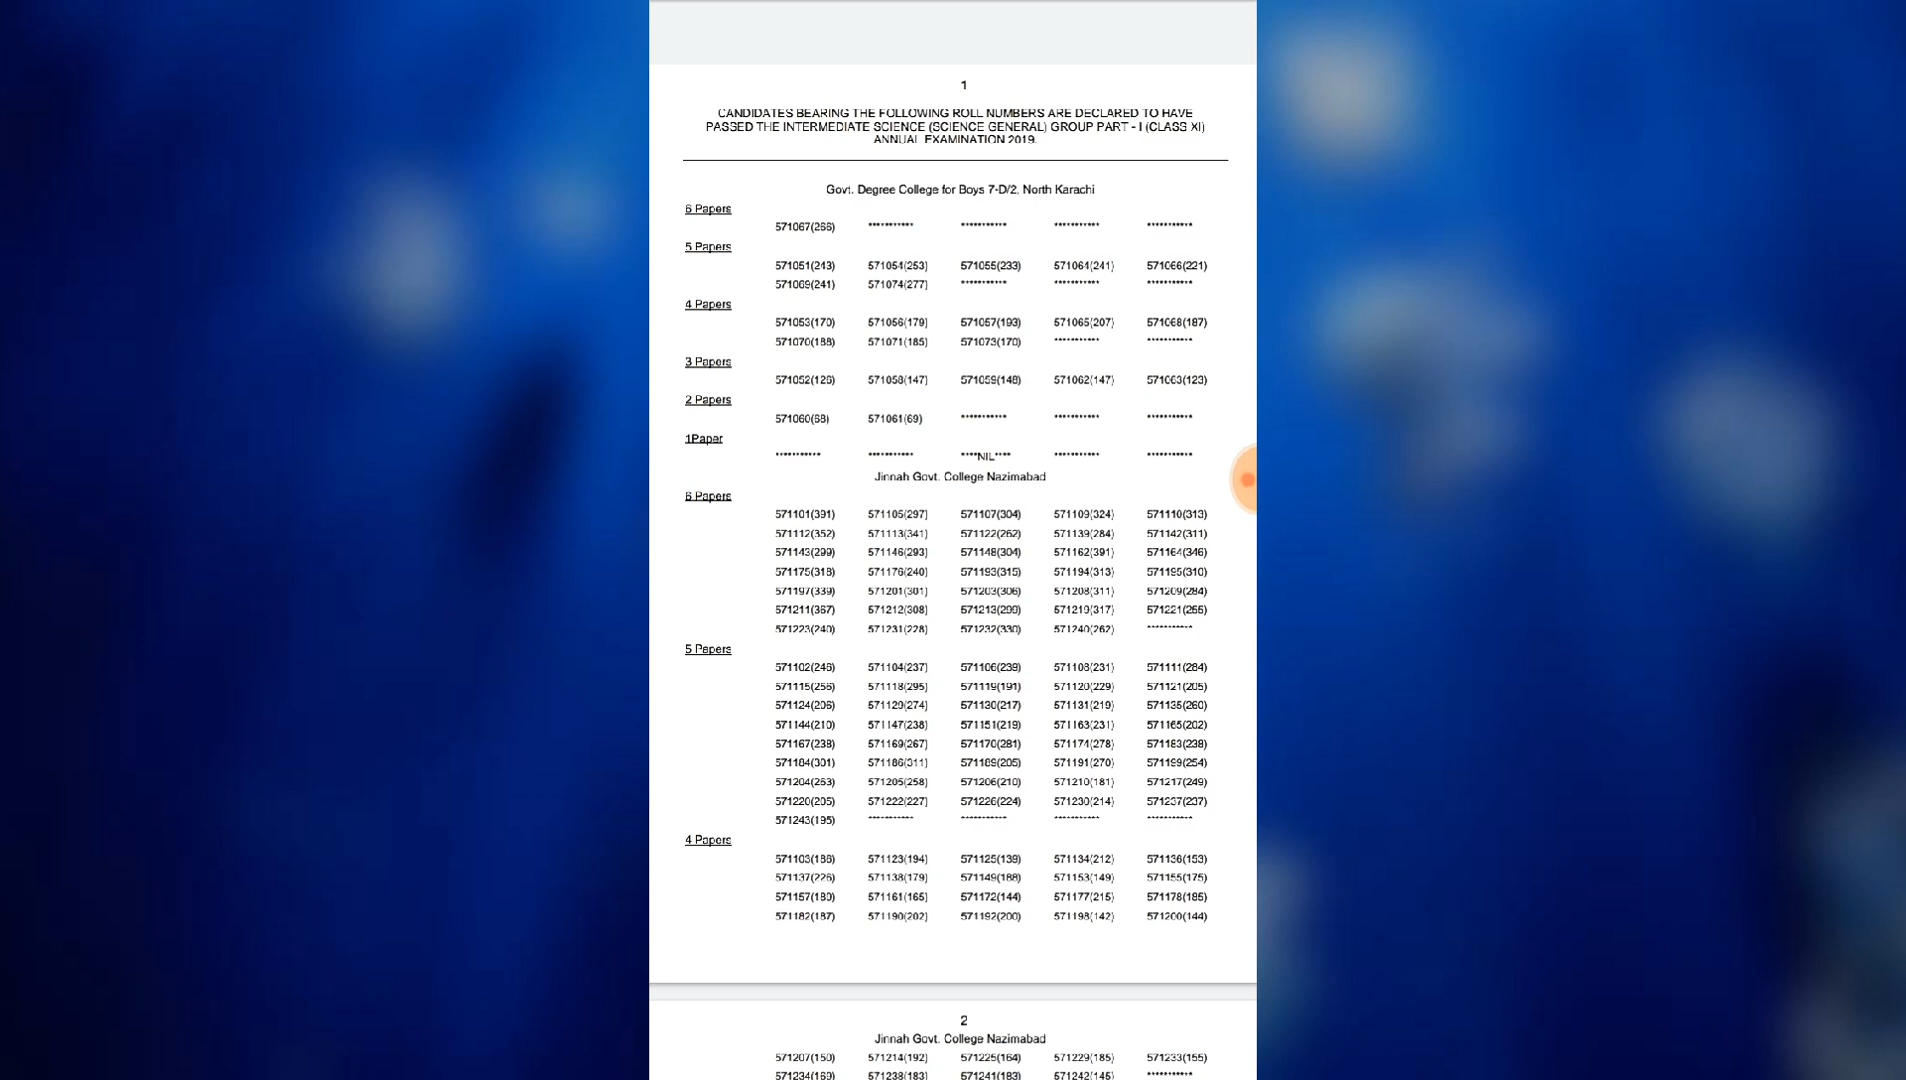 1
CANDIDATES BEARING THE FOLLOWING ROLL NUMBERS ARE DECLARED TO HAVE
PASSED THE INTERMEDIATE SCIENCE (SCIENCE GENERAL) GROUP PART - I (CLASS XI)
ANNUAL EXAMINATION 2019.
Govt. Degree College for Boys 7-D/2, North Karachi
6 Papers
571067(266) *********** *********** *********** ***********
5 Papers
571051(243) 571054(253) 571055(233) 571064(241) 571066(221)
571069(241) 571074(277) *********** *********** ***********
4 Papers
571053(170) 571056(179) 571057(193) 571065(207) 571068(187)
571070(188) 571071(185) 571073(170) *********** ***********
3 Papers
571052(126) 571058(147) 571059(148) 571062(147) 571063(123)
2 Papers
571060(68) 571061(69) *********** *********** ***********
1Paper
*********** *********** ****NIL**** *********** ***********
Jinnah Govt. College Nazimabad
6 Papers
571101(391) 571105(297) 571107(304) 571109(324) 571110(313)
571112(352) 571113(341) 571122(262) 571139(284) 571142(311)
571143(299) 571146(293) 571148(304) 571162(391) 571164(346)
571175(318) 571176(240) 571193(315) 571194(313) 571195(310)
571197(339) 571201(301) 571203(306) 571208(311) 571209(284)
571211(367) 571212(308) 571213(299) 571219(317) 571221(255)
571223(240) 571231(228) 571232(330) 571240(262) ***********
5 Papers
571102(246) 571104(237) 571106(239) 571108(231) 571111(284)
571115(256) 571118(295) 571119(191) 571120(229) 571121(205)
571124(206) 571129(274) 571130(217) 571131(219) 571135(260)
571144(210) 571147(238) 571151(219) 571163(231) 571165(202)
571167(238) 571169(267) 571170(281) 571174(278) 571183(238)
571184(301) 571186(311) 571189(205) 571191(270) 571199(254)
571204(263) 571205(258) 571206(210) 571210(181) 571217(249)
571220(205) 571222(227) 571226(224) 571230(214) 571237(237)
571243(195) *********** *********** *********** ***********
4 Papers
571103(186) 571123(194) 571125(139) 571134(212) 571136(153)
571137(226) 571138(179) 571149(188) 571153(149) 571155(175)
571157(180) 571161(165) 571172(144) 571177(215) 571178(185)
571182(187) 571190(202) 571192(200) 571198(142) 571200(144)
2
Jinnah Govt. College Nazimabad
571207(150) 571214(192) 571225(164) 571229(185) 571233(155)
571234(169) 571238(183) 571241(183) 571242(145) ***********